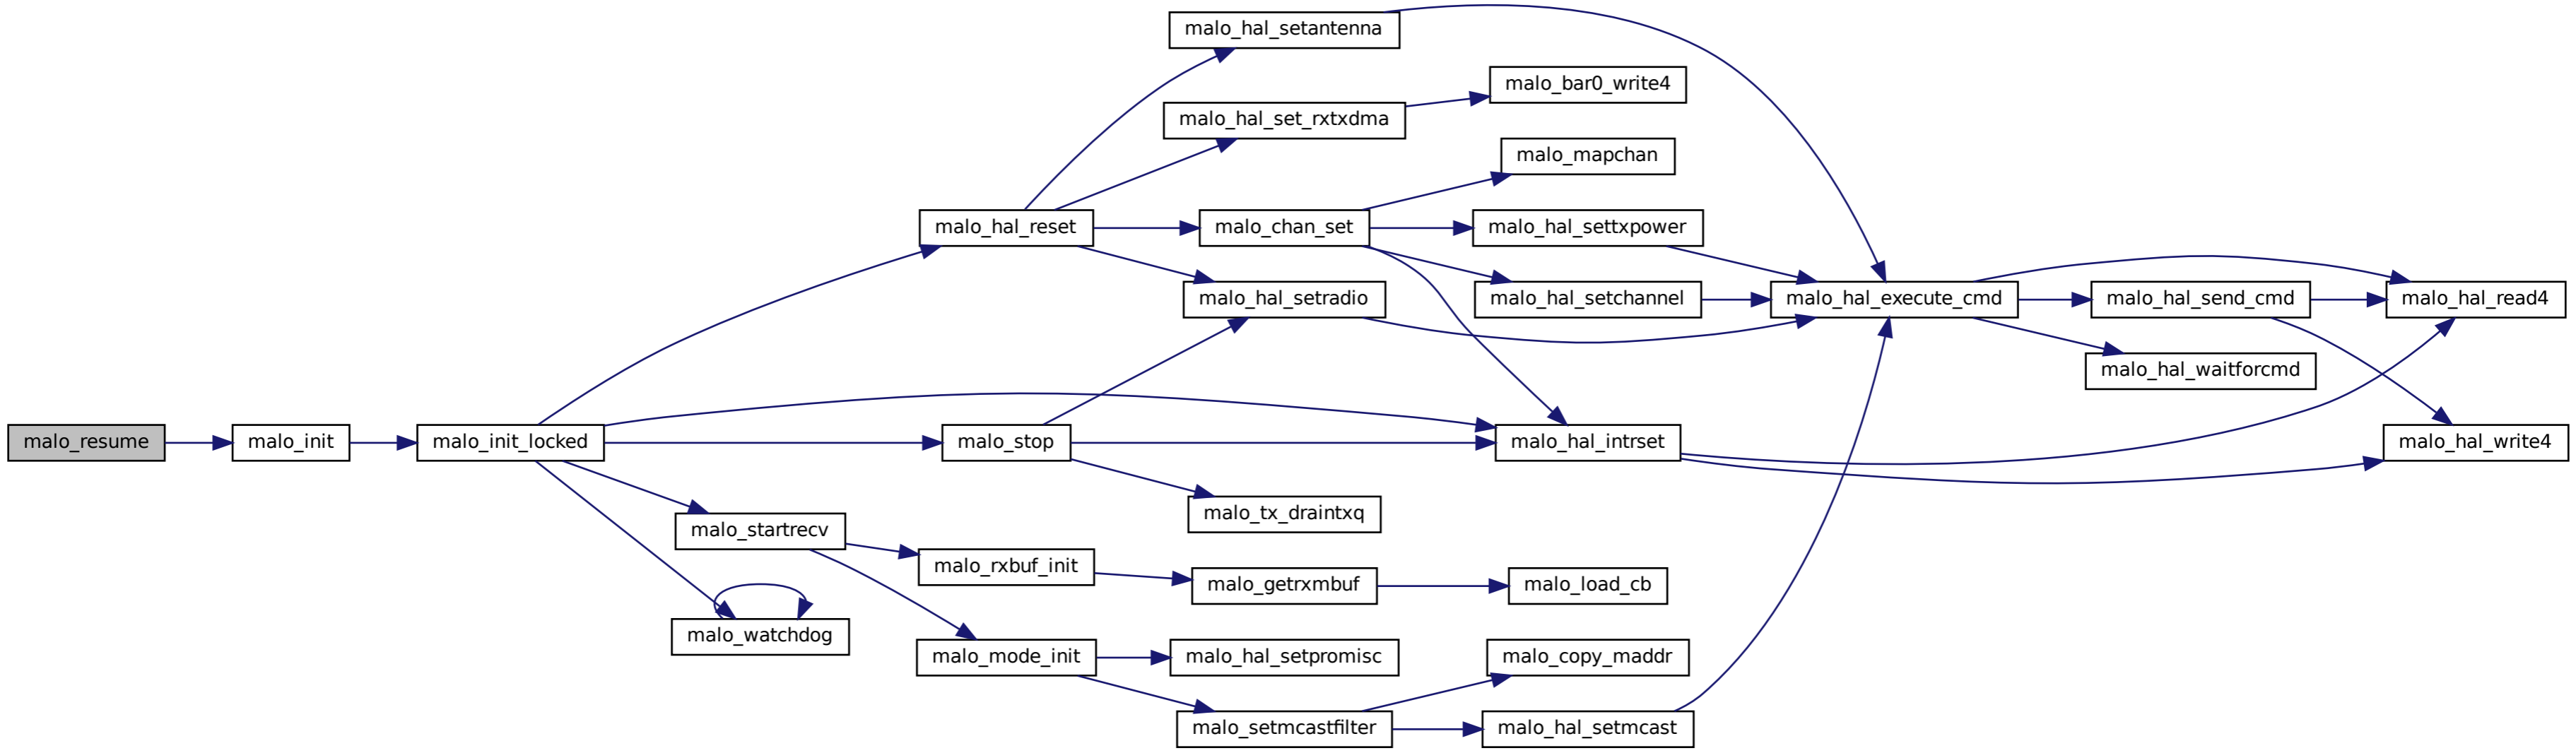 malo_hal_setantenna
malo_bar0_write4
malo_hal_set_rxtxdma
malo_mapchan
malo_hal_reset
malo_chan_set
malo_hal_settxpower
malo_hal_setradio
malo_hal_setchannel
malo_hal_execute_cmd
malo_hal_send_cmd
malo_hal_read4
malo_hal_waitforcmd
malo_resume
malo_init
malo_init_locked
malo_stop
malo_hal_intrset
malo_hal_write4
malo_tx_draintxq
malo_startrecv
malo_rxbuf_init
malo_getrxmbuf
malo_load_cb
malo_watchdog
malo_mode_init
malo_hal_setpromisc
malo_copy_maddr
malo_setmcastfilter
malo_hal_setmcast